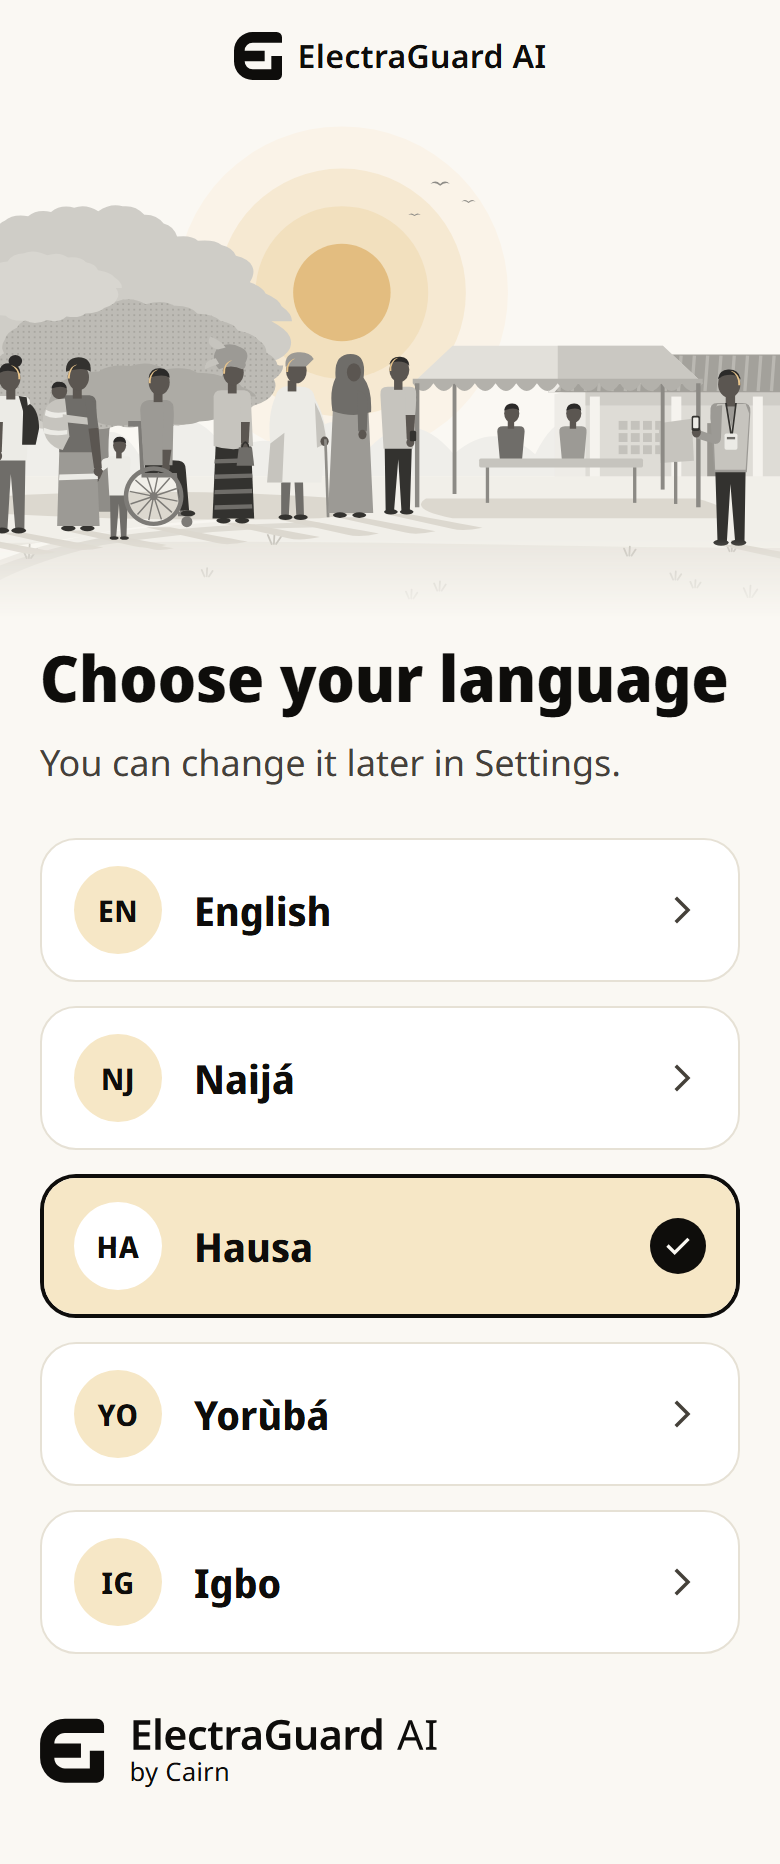 ElectraGuard AI
Choose your language
You can change it later in Settings.
EN English
NJ Naijá
HA Hausa
YO Yorùbá
IG Igbo
ElectraGuard AI
by Cairn